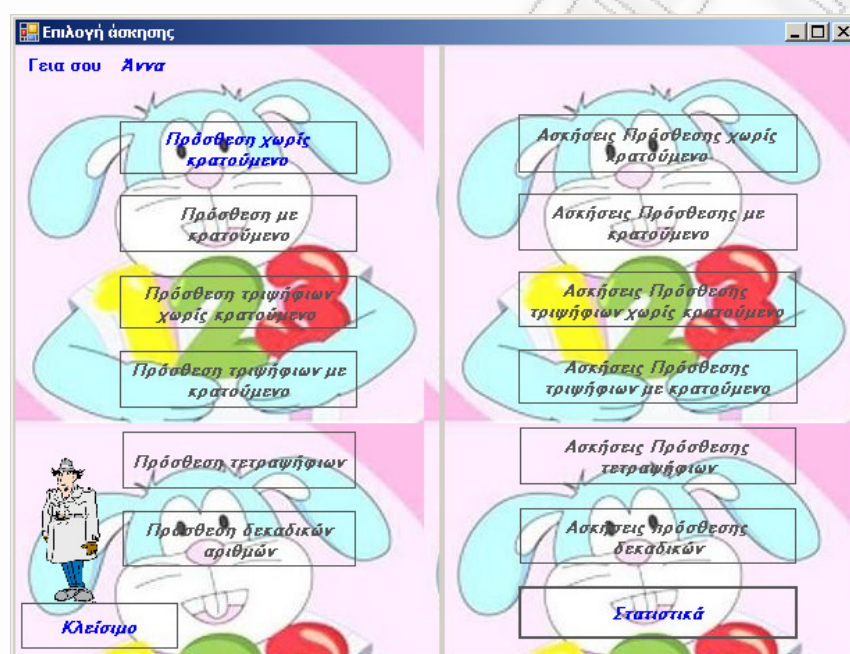 Επιλογή άσκησης
Γεια σου Άννα
Πρόσθεση χωρίς
κρατούμενο
Πρόσθεση με
κρατούμενο
Πρόσθεση τριψήφιων
χωρίς κρατούμενο
Πρόσθεση τριψήφιων με
κρατούμενο
Πρόσθεση τετραψήφιων
Πρόσθεση δεκαδικών
αριθμών
Κλείσιμο
Ασκήσεις Πρόσθεσης χωρίς
κρατούμενο
Ασκήσεις Πρόσθεσης με
κρατούμενο
Ασκήσεις Πρόσθεσης
τριψήφιων χωρίς κρατούμενο
Ασκήσεις Πρόσθεσης
τριψήφιων με κρατούμενο
Ασκήσεις Πρόσθεσης
τετραψήφιων
Ασκήσεις πρόσθεσης
δεκαδικών
Στατιστικά
123
123